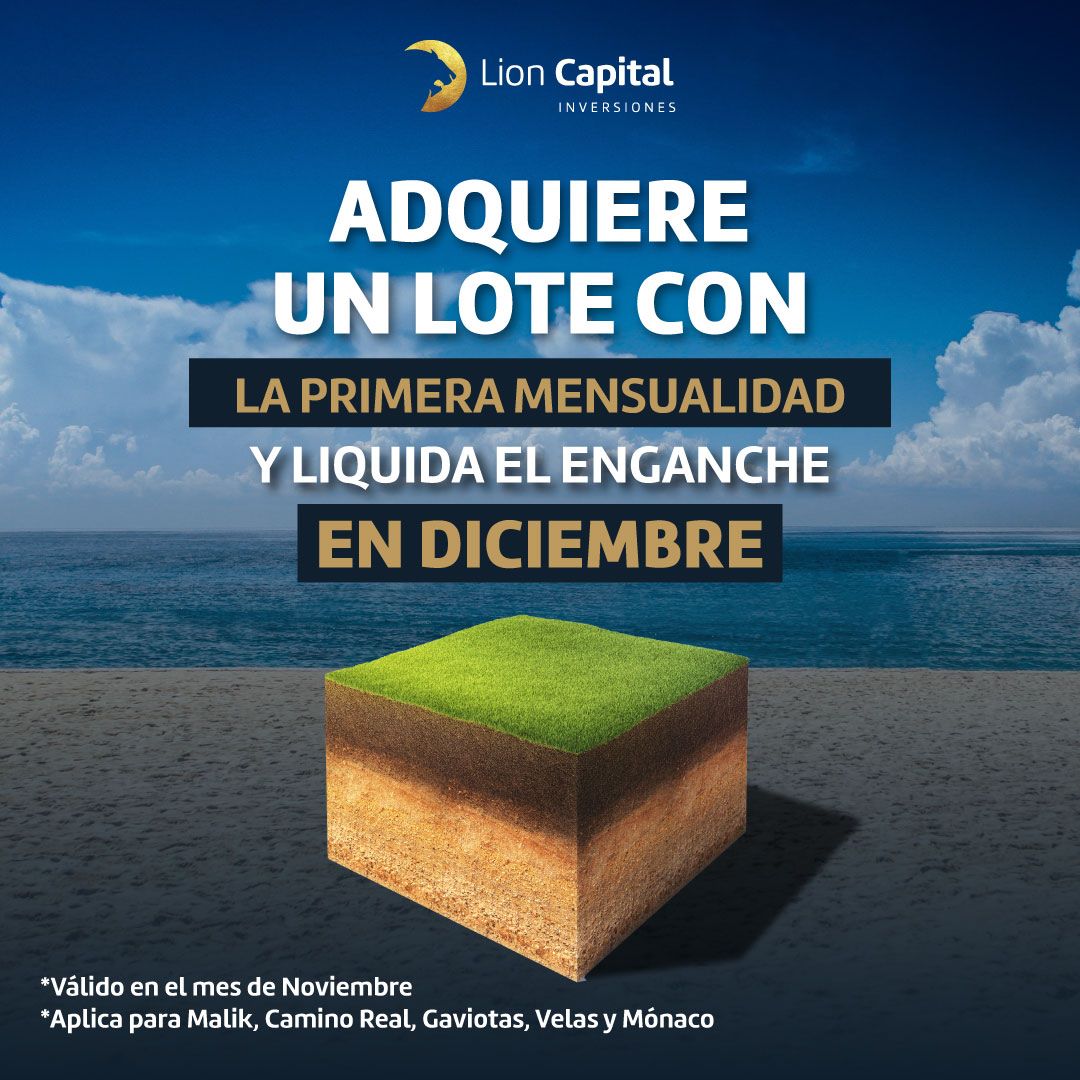 Lion Capital
INVERSIONES
ADQUIERE
UN LOTE CON
LA PRIMERA MENSUALIDAD
Y LIQUIDA EL ENGANCHE
EN DICIEMBRE
*Válido en el mes de Noviembre
*Aplica para Malik, Camino Real, Gaviotas, Velas y Mónaco